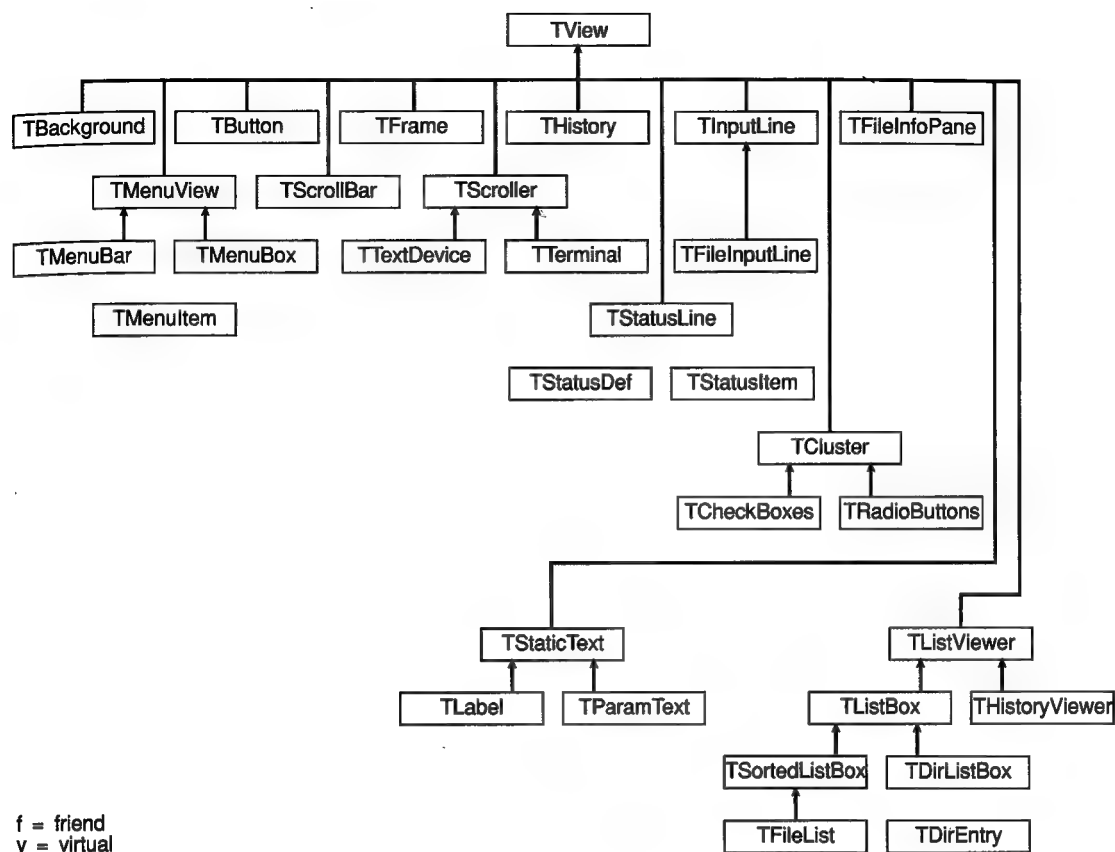 TView
TBackground
TButton
TFrame
THistory
TInputLine
TFileInfoPane
TMenuView
TScrollBar
TScroller
TMenuBar
TMenuBox
TTextDevice
TTerminal
TFileInputLine
TMenuItem
TStatusLine
TStatusDef
TStatusItem
TCluster
TCheckBoxes
TRadioButtons
TStaticText
TListViewer
TLabel
TParamText
TListBox
THistoryViewer
TSortedListBox
TDirListBox
TFileList
TDirEntry
f = friend
v = virtual